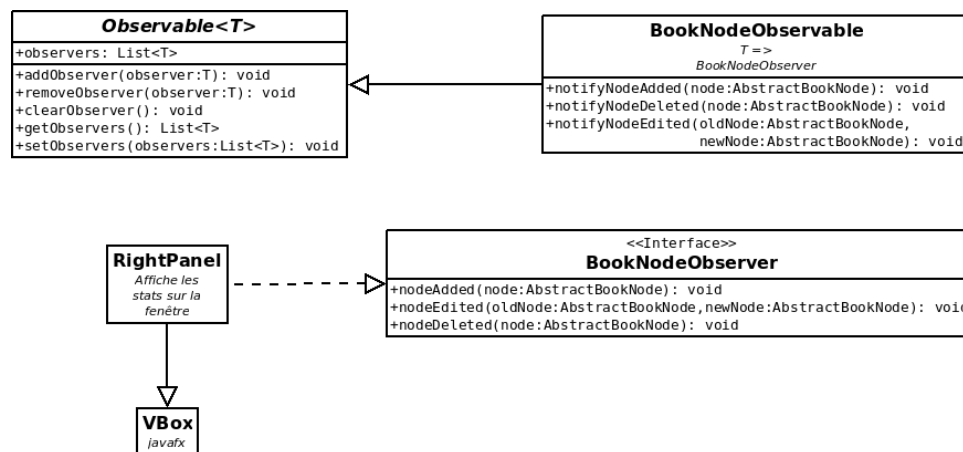 Observable<T>
+observers: List<T>
+addObserver(observer:T): void
+removeObserver(observer:T): void
+clearObserver(): void
+getObservers(): List<T>
+setObservers(observers:List<T>): void
BookNodeObservable
T =>
BookNodeObserver
+notifyNodeAdded(node:AbstractBookNode): void
+notifyNodeDeleted(node:AbstractBookNode): void
+notifyNodeEdited(oldNode:AbstractBookNode,
newNode:AbstractBookNode): void
RightPanel
Affiche les
stats sur la
fenêtre
<<Interface>>
BookNodeObserver
+nodeAdded(node:AbstractBookNode): void
+nodeEdited(oldNode:AbstractBookNode,newNode:AbstractBookNode): void
+nodeDeleted(node:AbstractBookNode): void
VBox
javafx